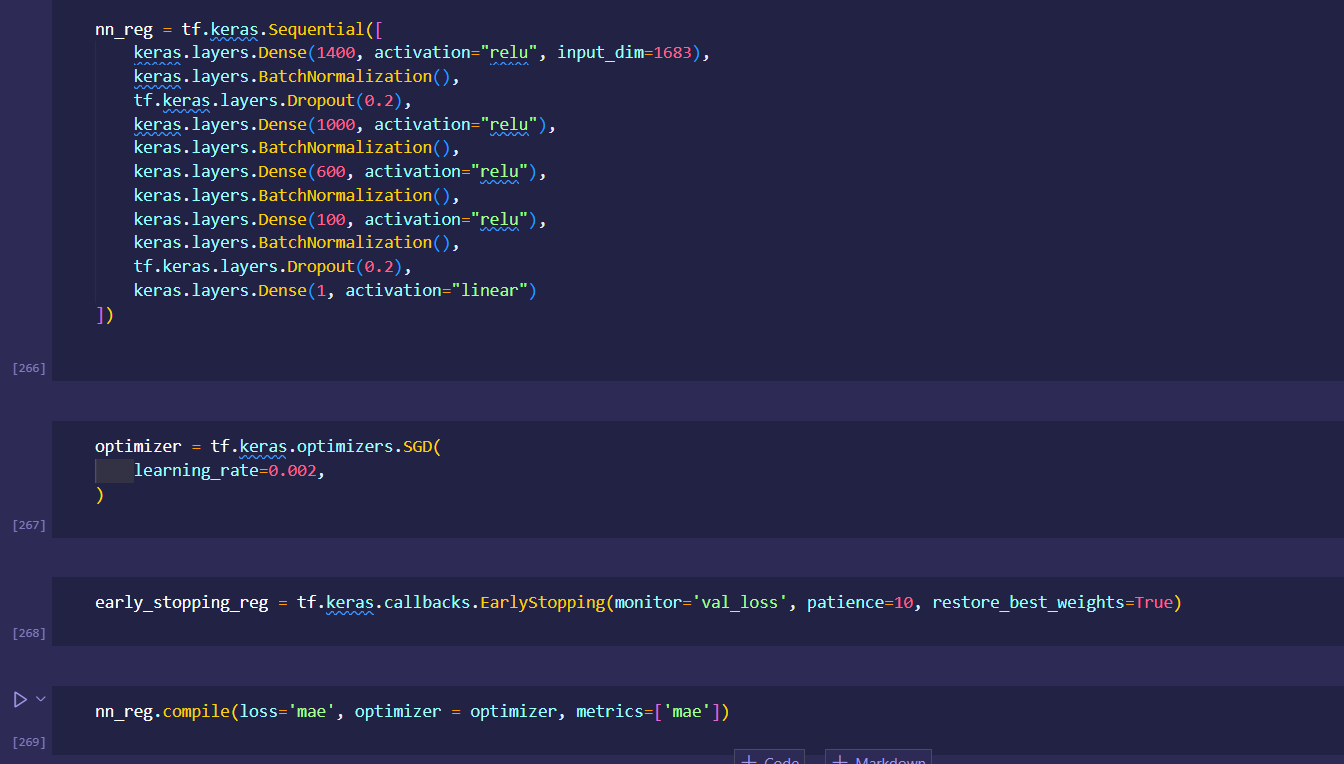 nn_reg = tf.keras.Sequential([
    keras.layers.Dense(1400, activation="relu", input_dim=1683),
    keras.layers.BatchNormalization(),
    tf.keras.layers.Dropout(0.2),
    keras.layers.Dense(1000, activation="relu"),
    keras.layers.BatchNormalization(),
    keras.layers.Dense(600, activation="relu"),
    keras.layers.BatchNormalization(),
    keras.layers.Dense(100, activation="relu"),
    keras.layers.BatchNormalization(),
    tf.keras.layers.Dropout(0.2),
    keras.layers.Dense(1, activation="linear")
])
[266]
optimizer = tf.keras.optimizers.SGD(
    learning_rate=0.002,
)
[267]
early_stopping_reg = tf.keras.callbacks.EarlyStopping(monitor='val_loss', patience=10, restore_best_weights=True)
[268]
nn_reg.compile(loss='mae', optimizer = optimizer, metrics=['mae'])
[269]
+ Code + Markdown